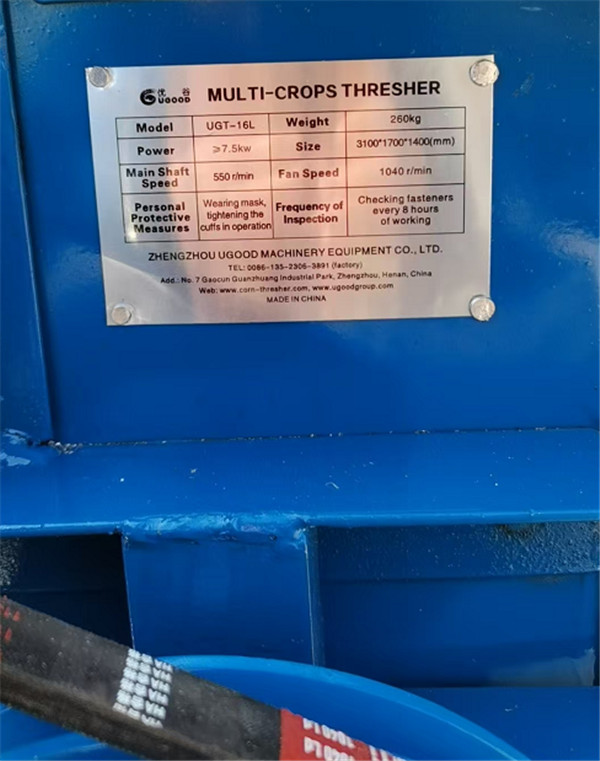 优谷
UGOOD
MULTI-CROPS THRESHER
Model UGT-16L Weight 260kg
Power ≥7.5kw Size 3100*1700*1400(mm)
Main Shaft Speed 550 r/min Fan Speed 1040 r/min
Personal Protective Measures Wearing mask, tightening the cuffs in operation Frequency of Inspection Checking fasteners every 8 hours of working
ZHENGZHOU UGOOD MACHINERY EQUIPMENT CO., LTD.
TEL: 0086-135-2306-3891 (factory)
Add.: No. 7 Gaocun Guanzhuang Industrial Park, Zhengzhou, Henan, China
Web: www.corn-thresher.com, www.ugoodgroup.com
MADE IN CHINA